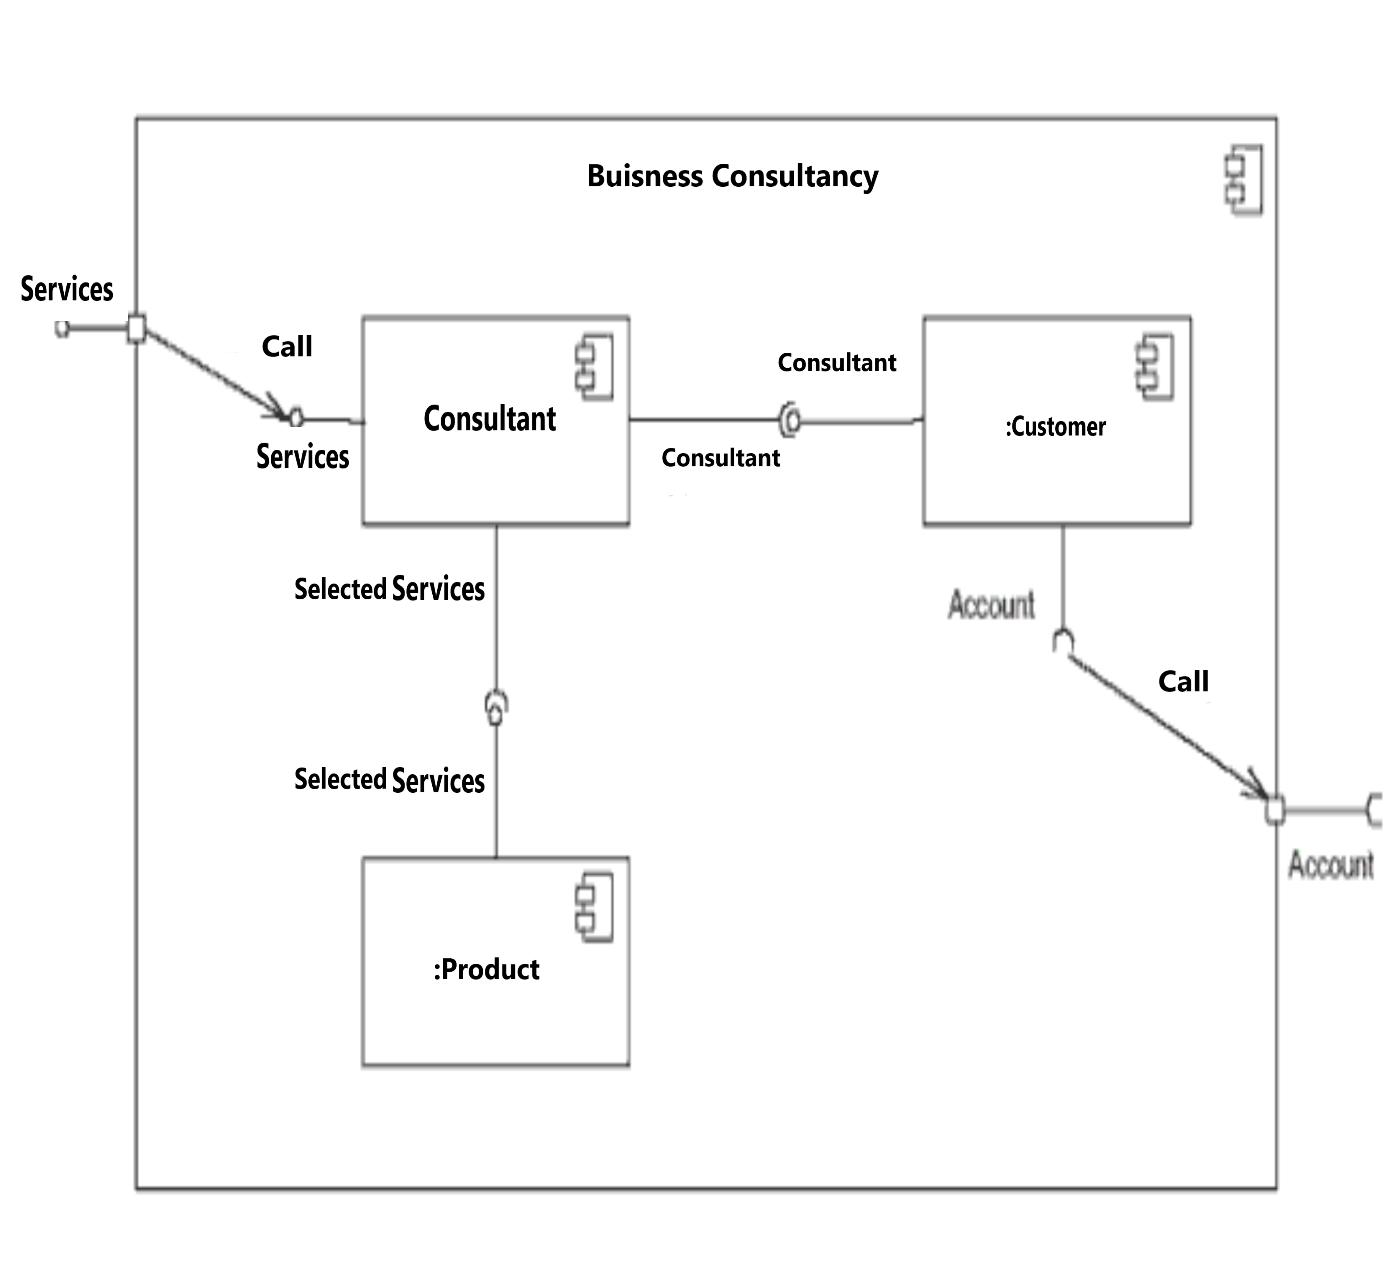 Buisness Consultancy
Services
Call
Services
Consultant
Consultant
Consultant
:Customer
Selected Services
Account
Call
Selected Services
Account
:Product